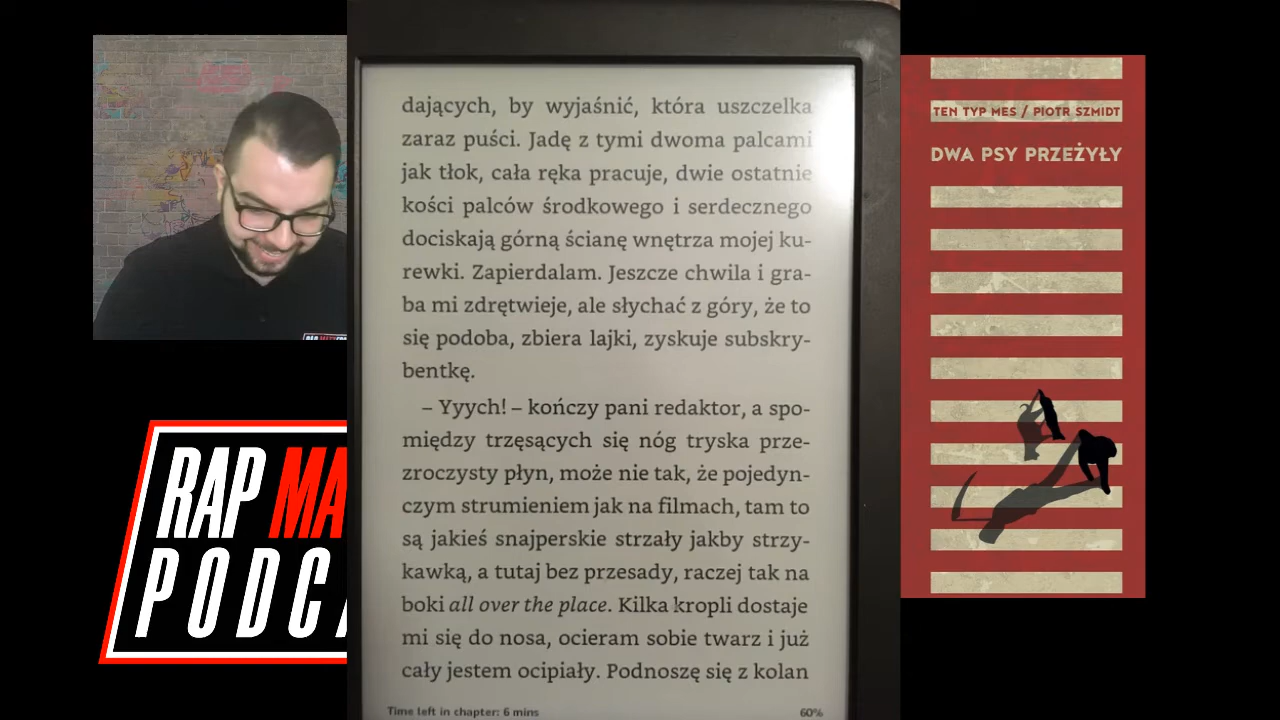 RAP MA
PODCA
dających, by wyjaśnić, która uszczelka
zaraz puści. Jadę z tymi dwoma palcami
jak tłok, cała ręka pracuje, dwie ostatnie
kości palców środkowego i serdecznego
dociskają górną ścianę wnętrza mojej ku-
rewki. Zapierdalam. Jeszcze chwila i gra-
ba mi zdrętwieje, ale słychać z góry, że to
się podoba, zbiera lajki, zyskuje subskry-
bentkę.
– Yyych! – kończy pani redaktor, a spo-
między trzęsących się nóg tryska prze-
zroczysty płyn, może nie tak, że pojedyn-
czym strumieniem jak na filmach, tam to
są jakieś snajperskie strzały jakby strzy-
kawką, a tutaj bez przesady, raczej tak na
boki all over the place. Kilka kropli dostaje
mi się do nosa, ocieram sobie twarz i już
cały jestem ocipiały. Podnoszę się z kolan
Time left in chapter: 6 mins 60%
TEN TYP MES / PIOTR SZMIDT
DWA PSY PRZEŻYŁY